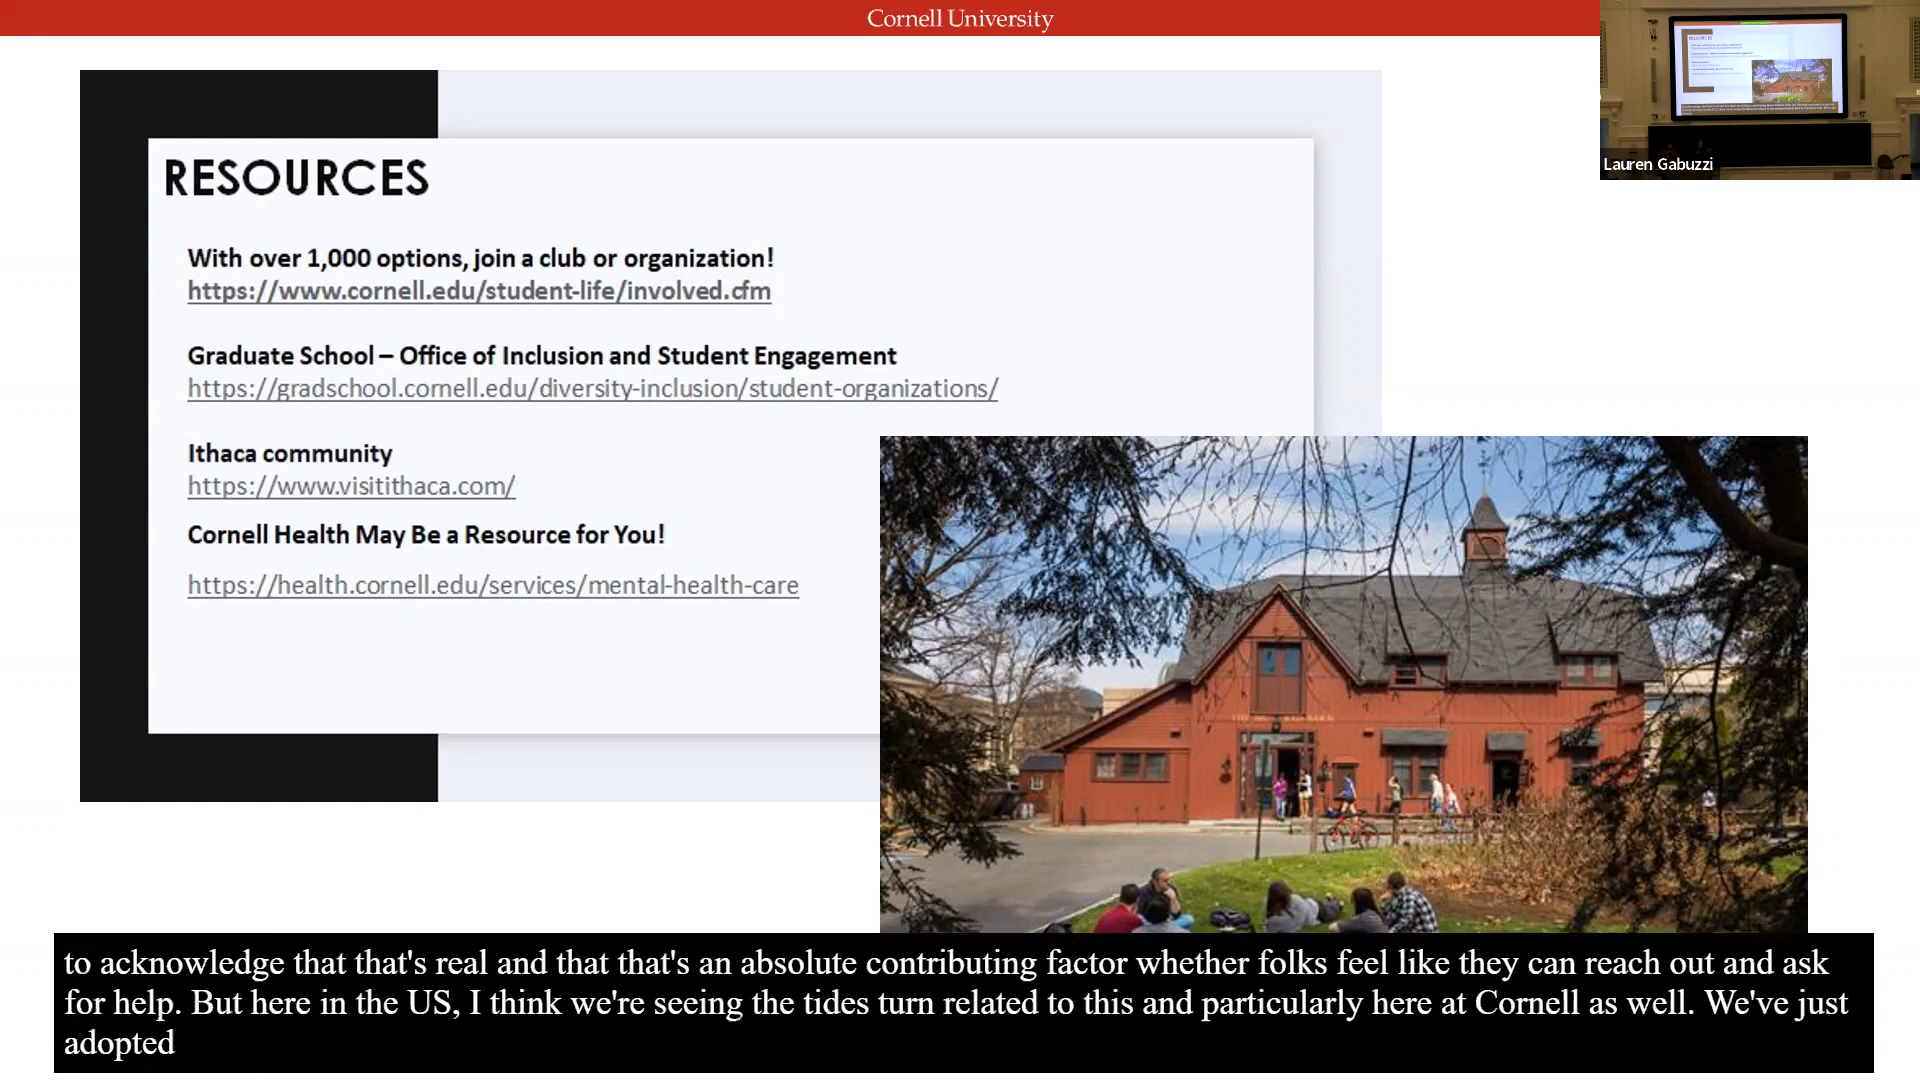 Cornell University
Lauren Gabuzzi
RESOURCES
With over 1,000 options, join a club or organization!
https://www.cornell.edu/student-life/involved.cfm
Graduate School – Office of Inclusion and Student Engagement
https://gradschool.cornell.edu/diversity-inclusion/student-organizations/
Ithaca community
https://www.visitithaca.com/
Cornell Health May Be a Resource for You!
https://health.cornell.edu/services/mental-health-care
to acknowledge that that's real and that that's an absolute contributing factor whether folks feel like they can reach out and ask
for help. But here in the US, I think we're seeing the tides turn related to this and particularly here at Cornell as well. We've just
adopted